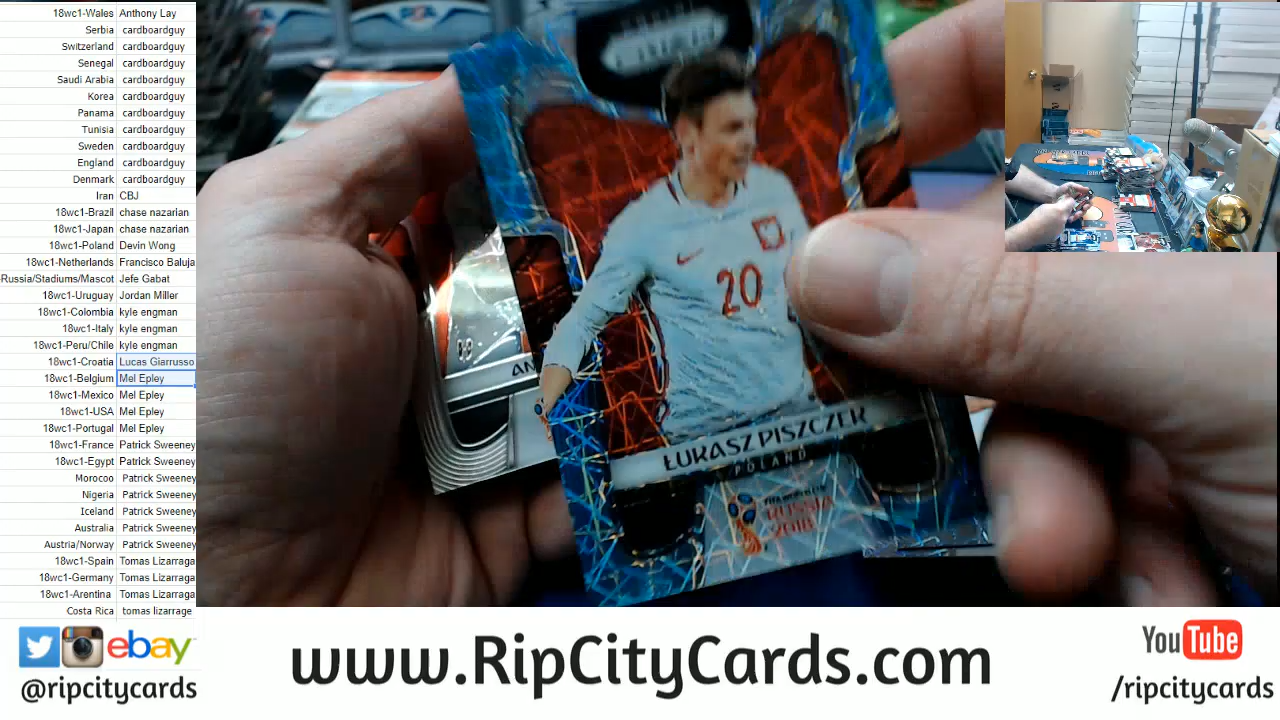 18wc1-Wales Anthony Lay
Serbia cardboardguy
Switzerland cardboardguy
Senegal cardboardguy
Saudi Arabia cardboardguy
Korea cardboardguy
Panama cardboardguy
Tunisia cardboardguy
Sweden cardboardguy
England cardboardguy
Denmark cardboardguy
Iran CBJ
18wc1-Brazil chase nazarian
18wc1-Japan chase nazarian
18wc1-Poland Devin Wong
18wc1-Netherlands Francisco Baluja
-Russia/Stadiums/Mascot Jefe Gabat
18wc1-Uruguay Jordan Miller
18wc1-Colombia kyle engman
18wc1-Italy kyle engman
18wc1-Peru/Chile kyle engman
18wc1-Croatia Lucas Giarrusso
18wc1-Belgium Mel Epley
18wc1-Mexico Mel Epley
18wc1-USA Mel Epley
18wc1-Portugal Mel Epley
18wc1-France Patrick Sweeney
18wc1-Egypt Patrick Sweeney
Morocoo Patrick Sweeney
Nigeria Patrick Sweeney
Iceland Patrick Sweeney
Australia Patrick Sweeney
Austria/Norway Patrick Sweeney
18wc1-Spain Tomas Lizarraga
18wc1-Germany Tomas Lizarraga
18wc1-Arentina Tomas Lizarraga
Costa Rica tomas lizarrage
20
AN
ŁUKASZ PISZCZEK
POLAND
RUSSIA
2018
ebay
@ripcitycards
www.RipCityCards.com
YouTube
/ripcitycards